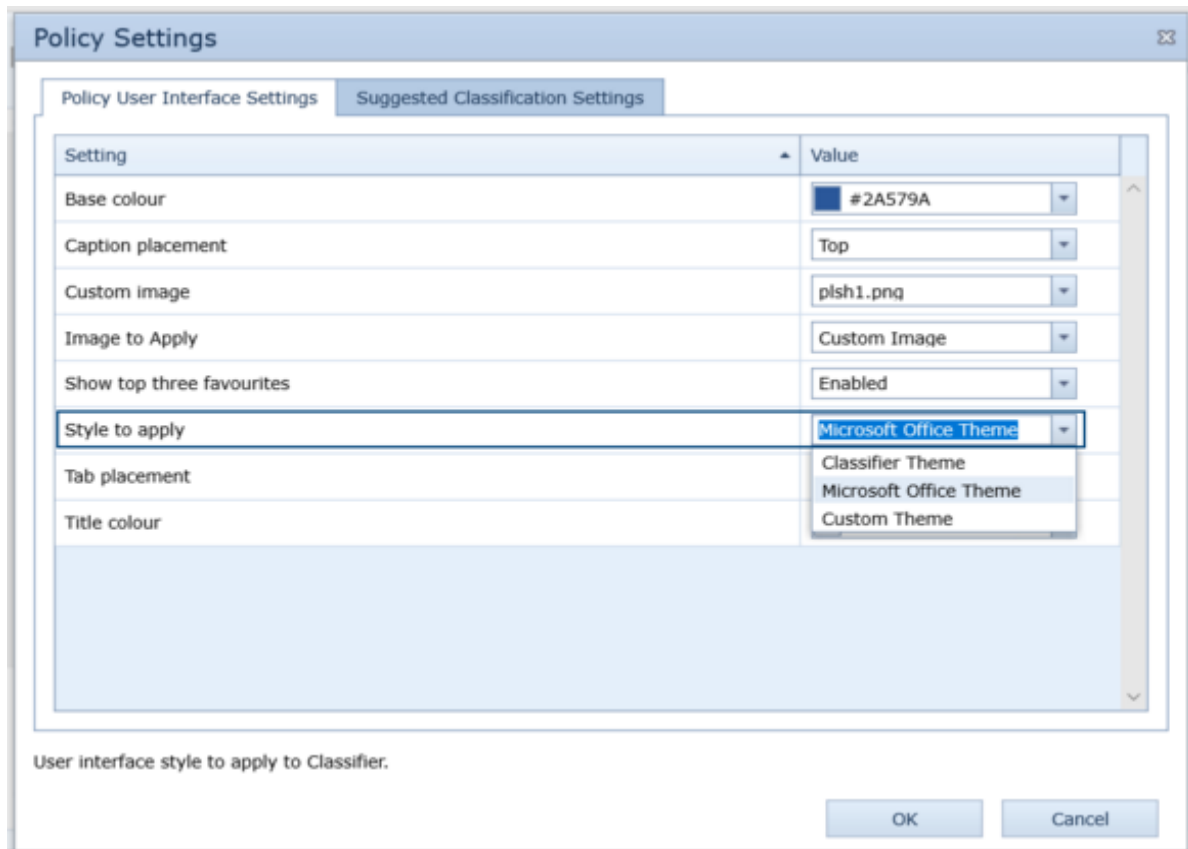 Policy Settings
Policy User Interface Settings Suggested Classification Settings
Setting Value
Base colour #2A579A
Caption placement Top
Custom image plsh1.png
Image to Apply Custom Image
Show top three favourites Enabled
Style to apply Microsoft Office Theme
Classifier Theme
Tab placement
Microsoft Office Theme
Title colour Custom Theme
User interface style to apply to Classifier.
OK Cancel